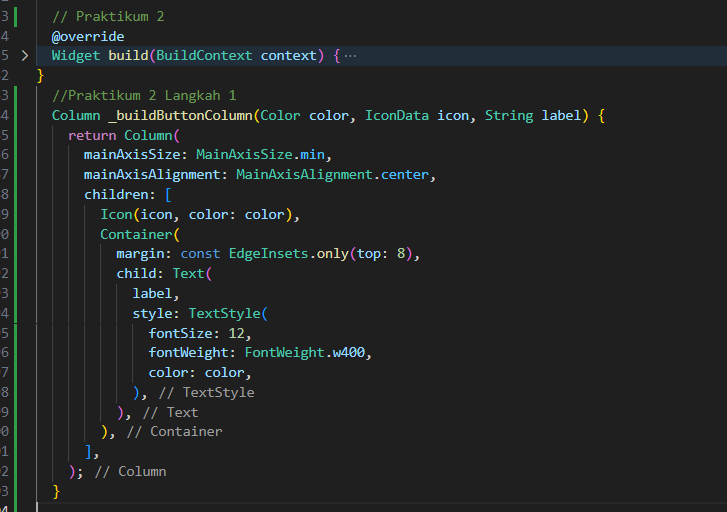 3 // Praktikum 2
4 @override
5 > Widget build(BuildContext context) { ···
2 }
3 //Praktikum 2 Langkah 1
4 Column _buildButtonColumn(Color color, IconData icon, String label) {
5 return Column(
6 mainAxisSize: MainAxisSize.min,
7 mainAxisAlignment: MainAxisAlignment.center,
8 children: [
9 Icon(icon, color: color),
0 Container(
1 margin: const EdgeInsets.only(top: 8),
2 child: Text(
3 label,
4 style: TextStyle(
5 fontSize: 12,
6 fontWeight: FontWeight.w400,
7 color: color,
8 ), // TextStyle
9 ), // Text
0 ), // Container
1 ],
2 ); // Column
3 }